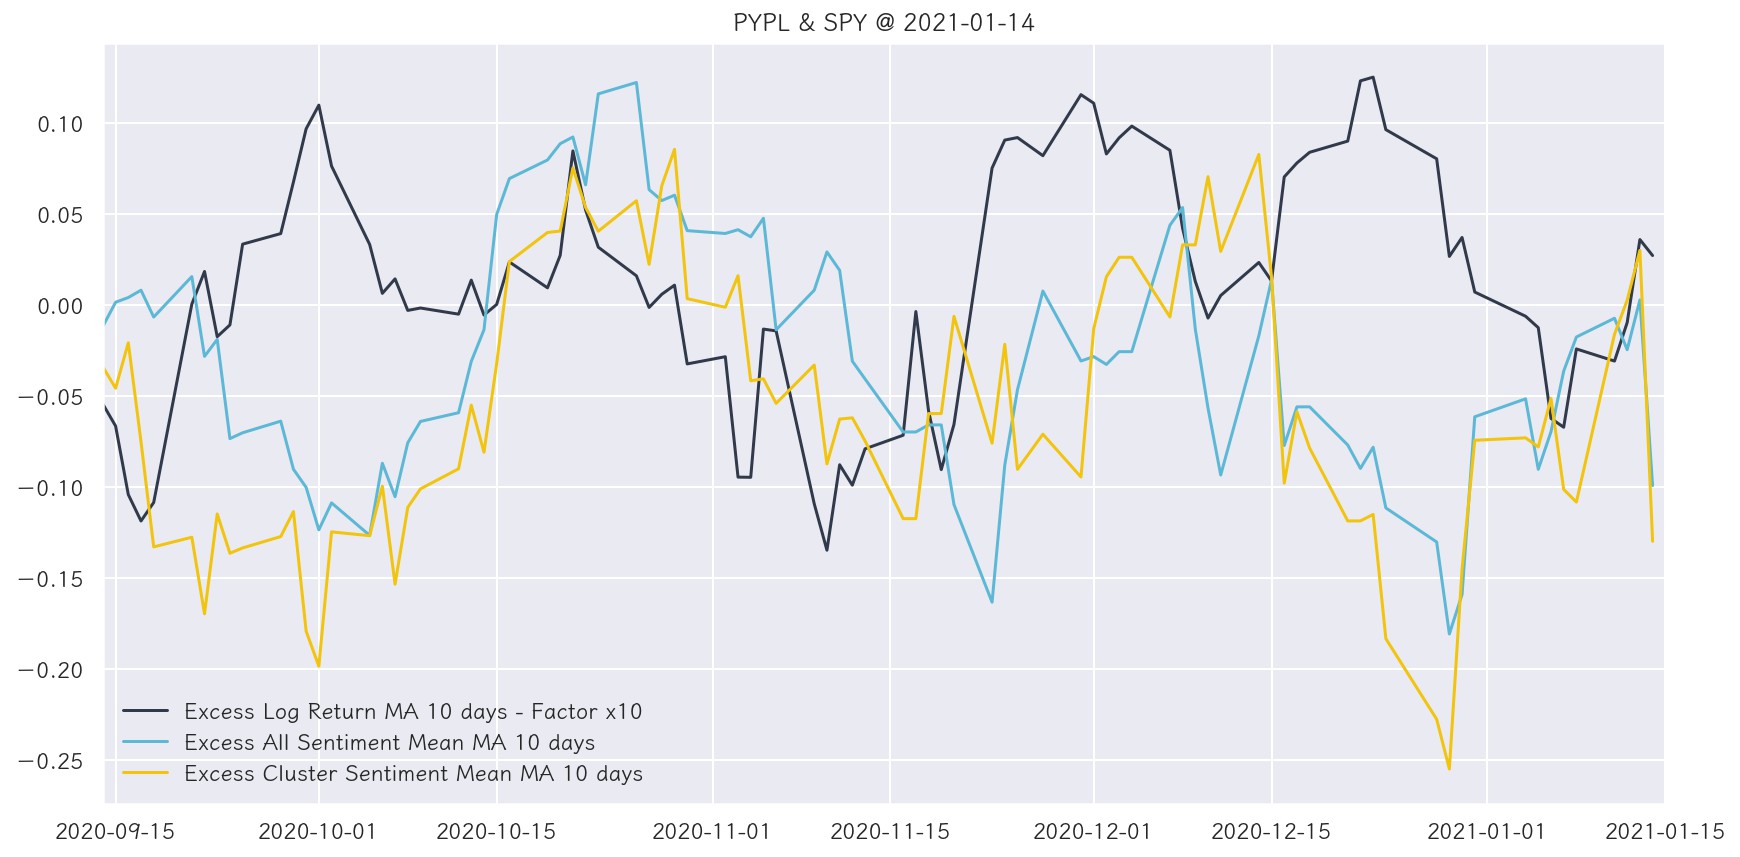 PYPL & SPY @ 2021-01-14
0.10
0.05
0.00
−0.05
−0.10
−0.15
−0.20
−0.25
Excess Log Return MA 10 days - Factor x10
Excess All Sentiment Mean MA 10 days
Excess Cluster Sentiment Mean MA 10 days
2020-09-15 2020-10-01 2020-10-15 2020-11-01 2020-11-15 2020-12-01 2020-12-15 2021-01-01 2021-01-15